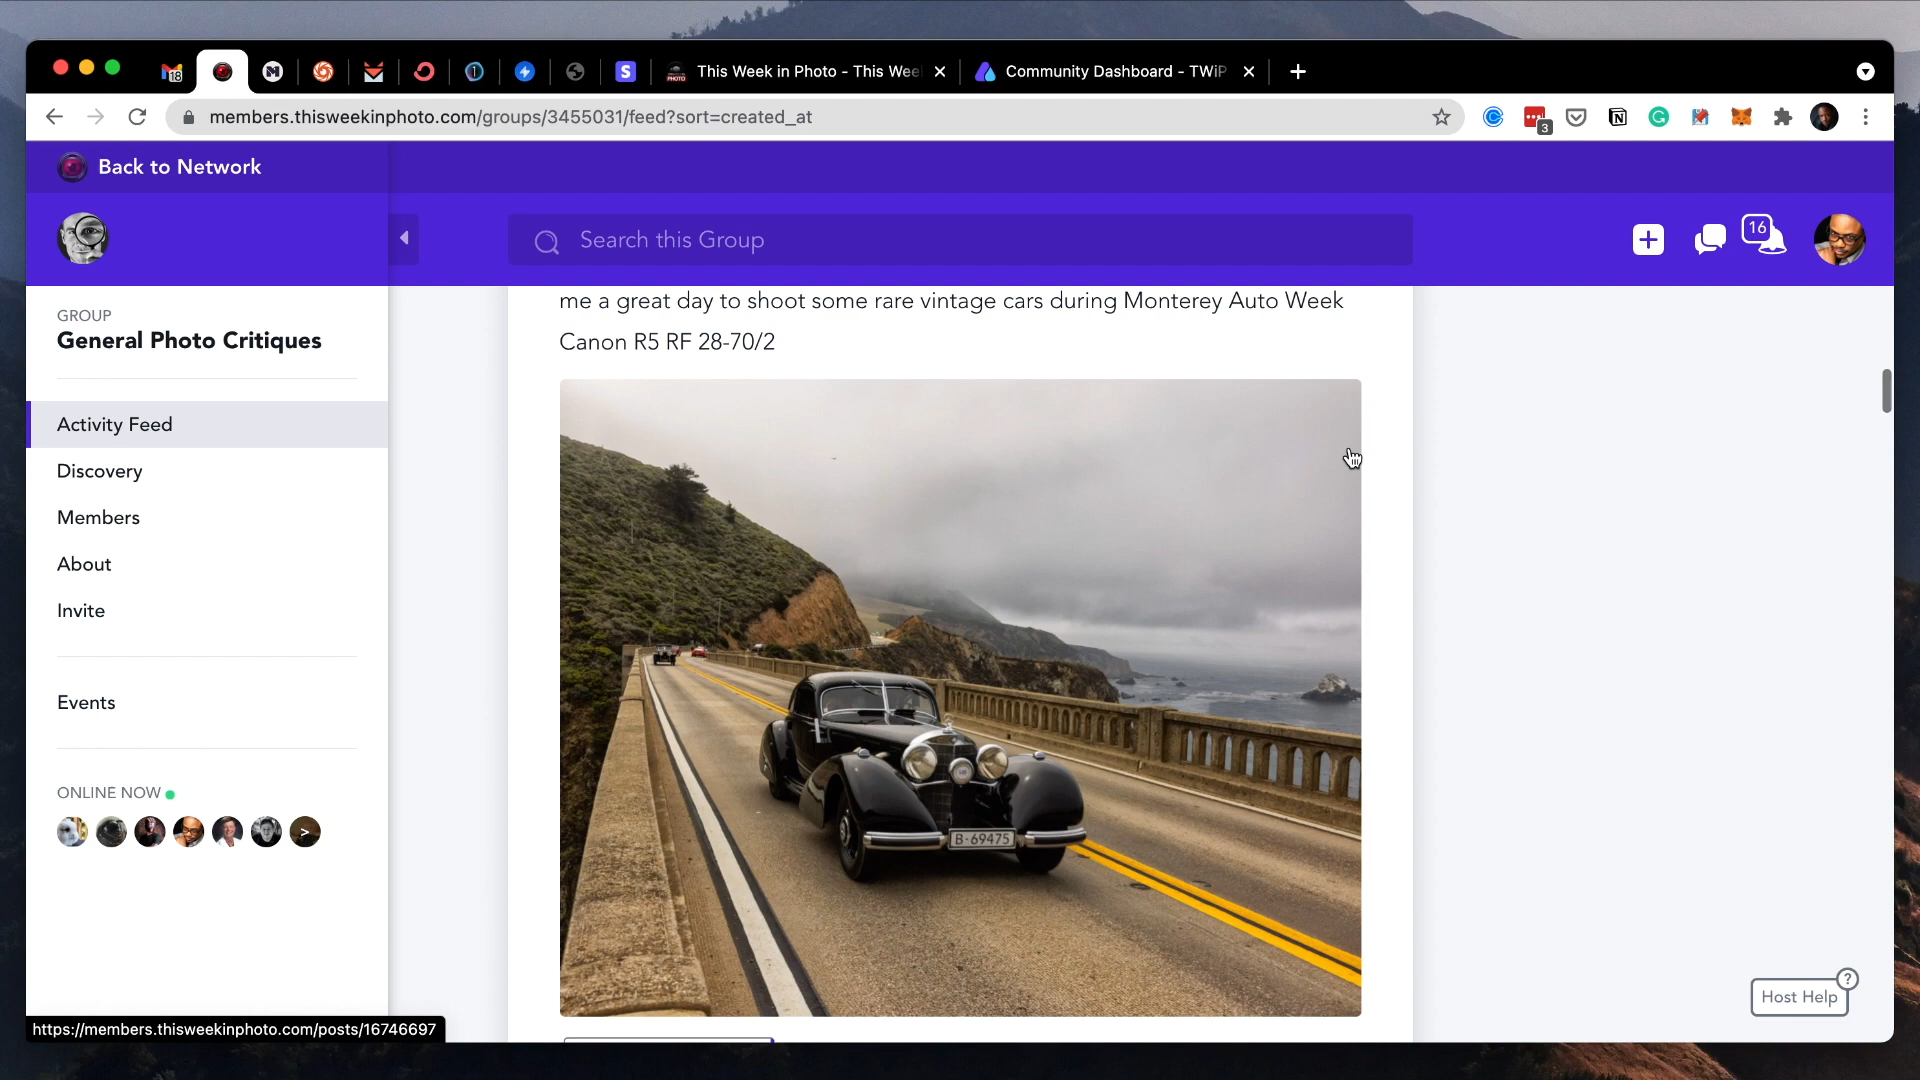 18
This Week in Photo - This Wee
Community Dashboard - TWiP
members.thisweekinphoto.com/groups/3455031/feed?sort=created_at
3
Back to Network
Search this Group
16
GROUP
General Photo Critiques
me a great day to shoot some rare vintage cars during Monterey Auto Week
Canon R5 RF 28-70/2
Activity Feed
Discovery
Members
About
Invite
Events
ONLINE NOW
>
B-69475
?
Host Help
https://members.thisweekinphoto.com/posts/16746697